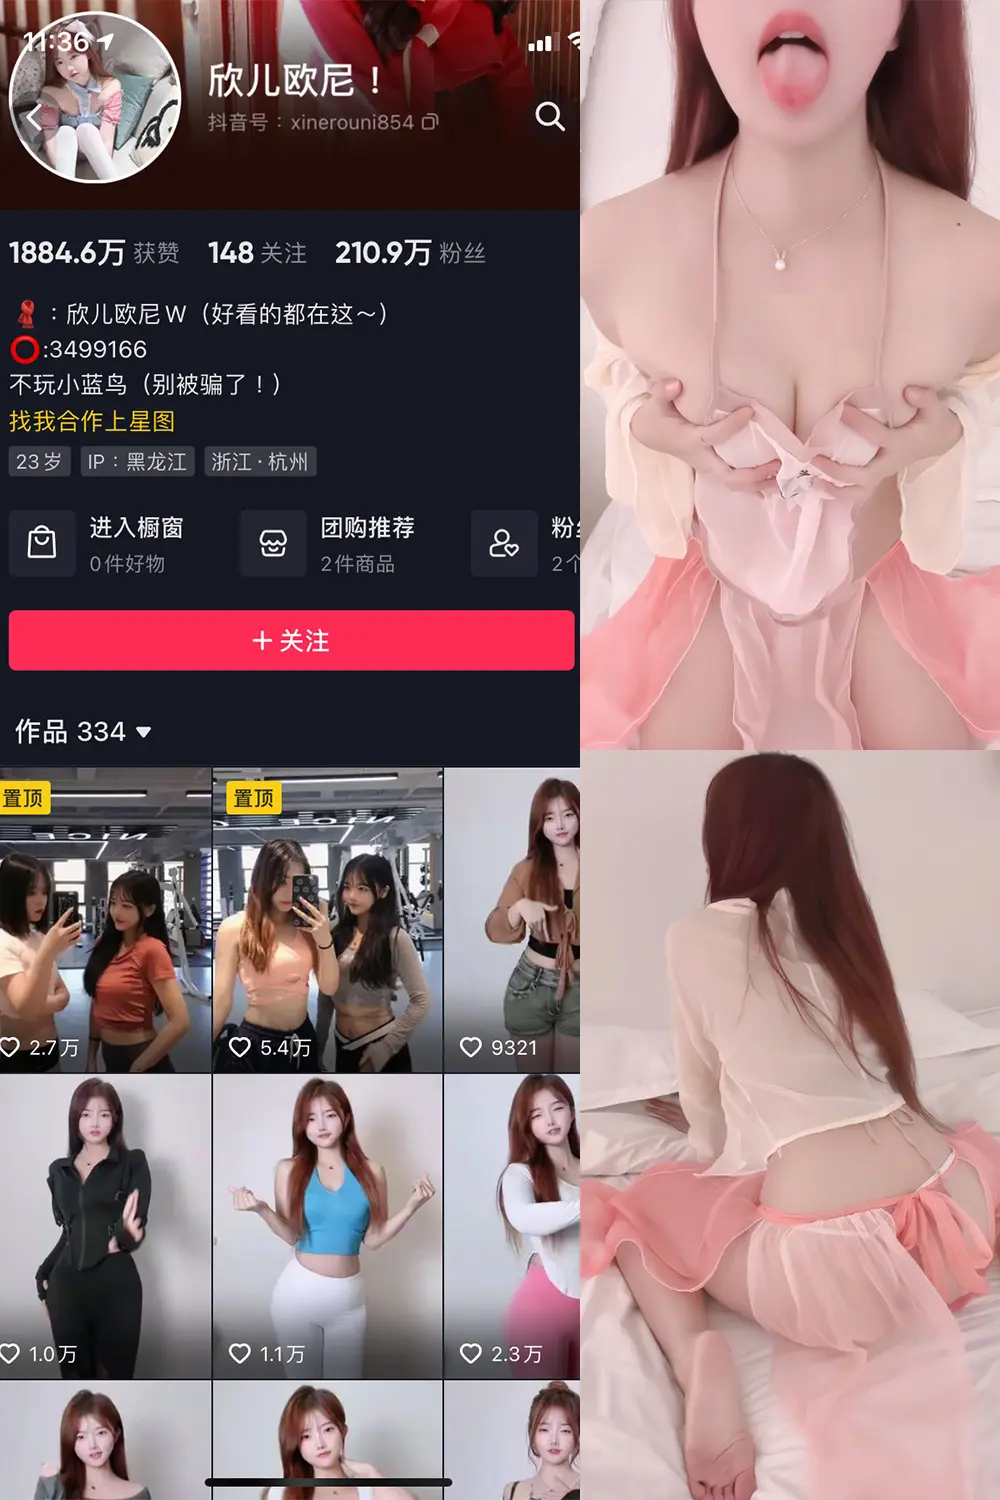 11:36
欣儿欧尼！
抖音号：xinerouni854
1884.6万 获赞 148 关注 210.9万 粉丝
：欣儿欧尼W（好看的都在这～）
:3499166
不玩小蓝鸟（别被骗了！）
找我合作上星图
23岁 IP：黑龙江 浙江·杭州
进入橱窗 团购推荐
0件好物 2件商品 2个
+ 关注
作品 334
置顶 置顶
2.7万 5.4万 9321
1.0万 1.1万 2.3万